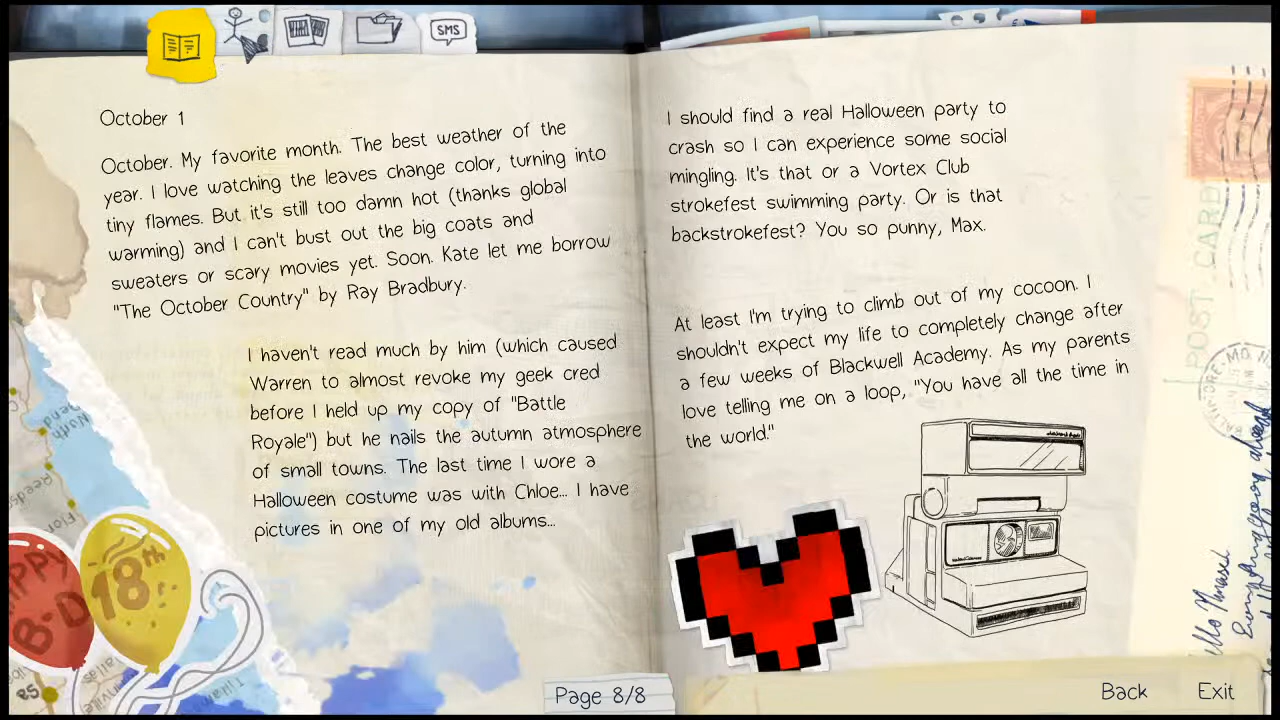 SMS
October 1
October. My favorite month. The best weather of the
year. I love watching the leaves change color, turning into
tiny flames. But it's still too damn hot (thanks global
warming) and I can't bust out the big coats and
sweaters or scary movies yet. Soon. Kate let me borrow
"The October Country" by Ray Bradbury.
I haven't read much by him (which caused
Warren to almost revoke my geek cred
before I held up my copy of "Battle
Royale") but he nails the autumn atmosphere
of small towns. The last time I wore a
Halloween costume was with Chloe... I have
pictures in one of my old albums...
I should find a real Halloween party to
crash so I can experience some social
mingling. It's that or a Vortex Club
strokefest swimming party. Or is that
backstrokefest? You so punny, Max.
At least I'm trying to climb out of my cocoon. I
shouldn't expect my life to completely change after
a few weeks of Blackwell Academy. As my parents
love telling me on a loop, "You have all the time in
the world."
POST CARD
B-D
18th
Page 8/8
Back
Exit